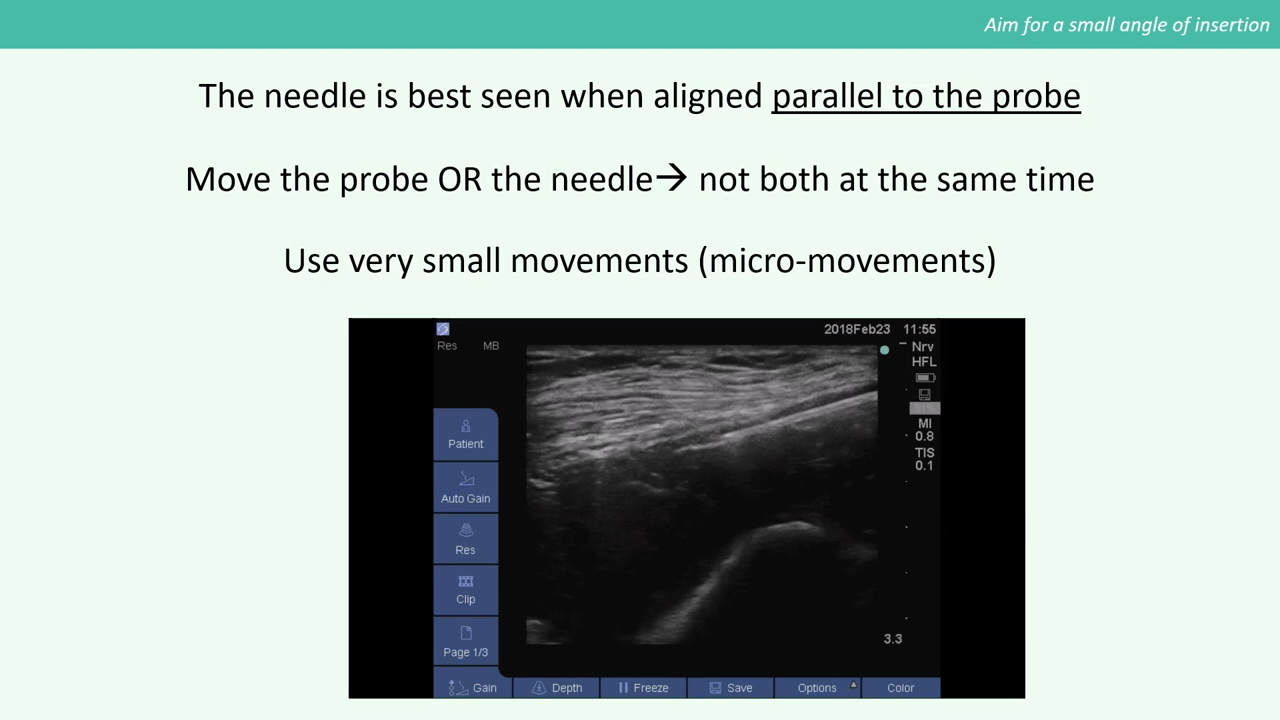 Aim for a small angle of insertion
The needle is best seen when aligned parallel to the probe
Move the probe OR the needle→ not both at the same time
Use very small movements (micro-movements)
2018Feb23 11:55
Res MB
Nrv
HFL
MI
0.8
TIS
0.1
Patient
Auto Gain
Res
Clip
Page 1/3
3.3
Gain Depth Freeze Save Options Color